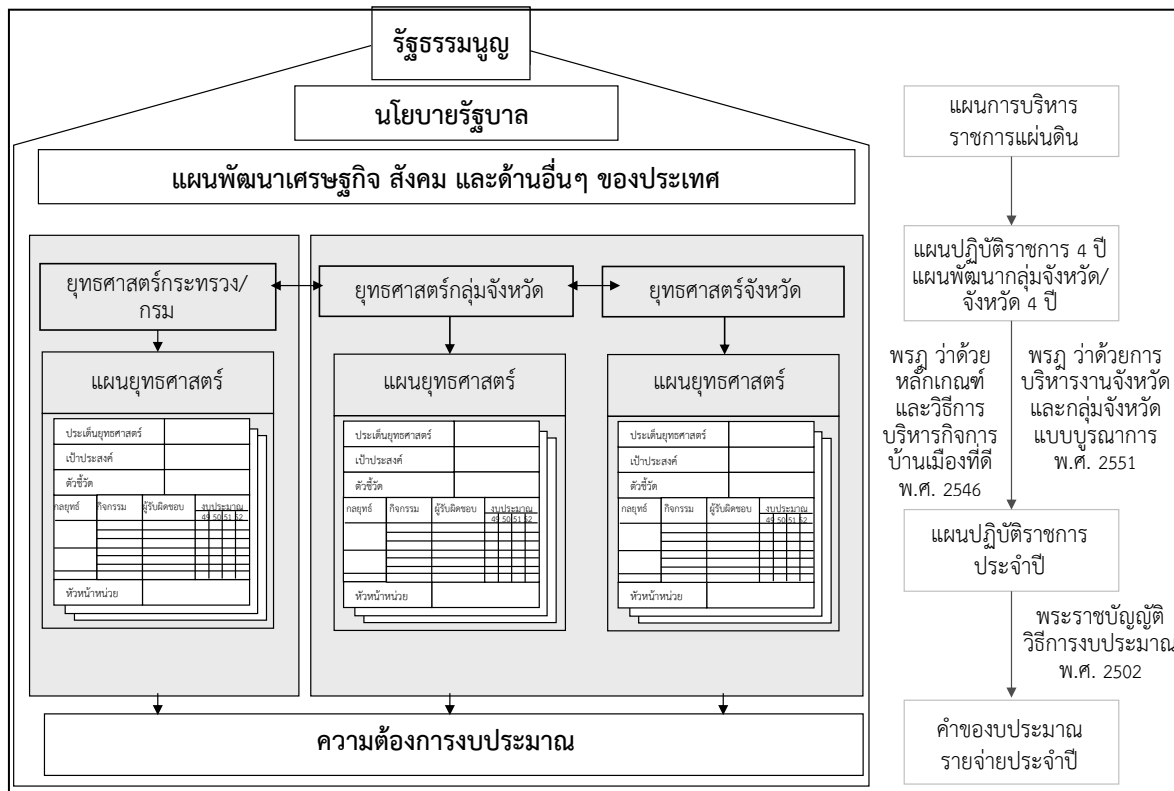 รัฐธรรมนูญ
นโยบายรัฐบาล
แผนพัฒนาเศรษฐกิจ สังคม และด้านอื่นๆ ของประเทศ
ยุทธศาสตร์กระทรวง/
กรม
ยุทธศาสตร์กลุ่มจังหวัด
ยุทธศาสตร์จังหวัด
แผนยุทธศาสตร์
ประเด็นยุทธศาสตร์
เป้าประสงค์
ตัวชี้วัด
กลยุทธ์ กิจกรรม ผู้รับผิดชอบ งบประมาณ
49 50 51 52
หัวหน้าหน่วย
แผนยุทธศาสตร์
ประเด็นยุทธศาสตร์
เป้าประสงค์
ตัวชี้วัด
กลยุทธ์ กิจกรรม ผู้รับผิดชอบ งบประมาณ
49 50 51 52
หัวหน้าหน่วย
แผนยุทธศาสตร์
ประเด็นยุทธศาสตร์
เป้าประสงค์
ตัวชี้วัด
กลยุทธ์ กิจกรรม ผู้รับผิดชอบ งบประมาณ
49 50 51 52
หัวหน้าหน่วย
ความต้องการงบประมาณ
แผนการบริหาร
ราชการแผ่นดิน
แผนปฏิบัติราชการ 4 ปี
แผนพัฒนากลุ่มจังหวัด/
จังหวัด 4 ปี
พรฎ ว่าด้วย
หลักเกณฑ์
และวิธีการ
บริหารกิจการ
บ้านเมืองที่ดี
พ.ศ. 2546
พรฎ ว่าด้วยการ
บริหารงานจังหวัด
และกลุ่มจังหวัด
แบบบูรณาการ
พ.ศ. 2551
แผนปฏิบัติราชการ
ประจำปี
พระราชบัญญัติ
วิธีการงบประมาณ
พ.ศ. 2502
คำของบประมาณ
รายจ่ายประจำปี